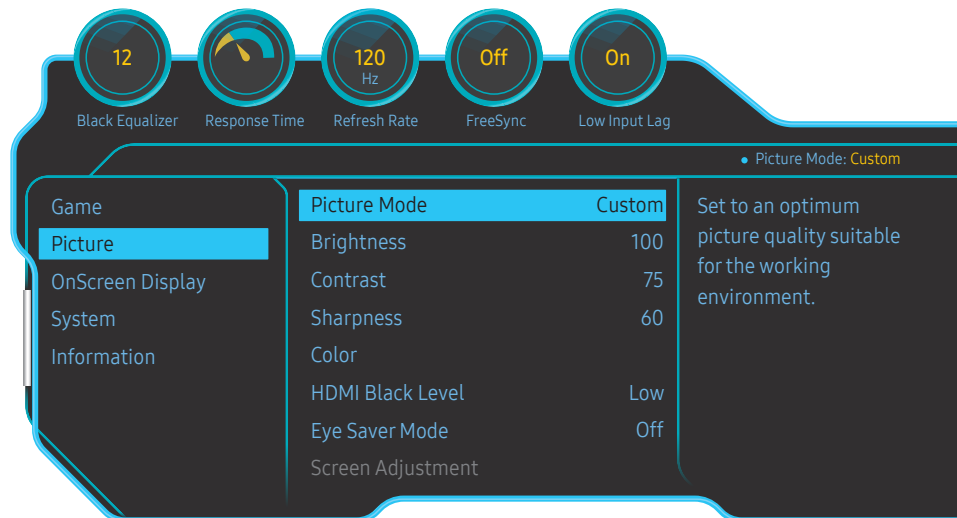 12
120
Hz
Off
On
Black Equalizer
Response Time
Refresh Rate
FreeSync
Low Input Lag
• Picture Mode: Custom
Game
Picture
OnScreen Display
System
Information
Picture Mode Custom
Brightness 100
Contrast 75
Sharpness 60
Color
HDMI Black Level Low
Eye Saver Mode Off
Screen Adjustment
Set to an optimum
picture quality suitable
for the working
environment.